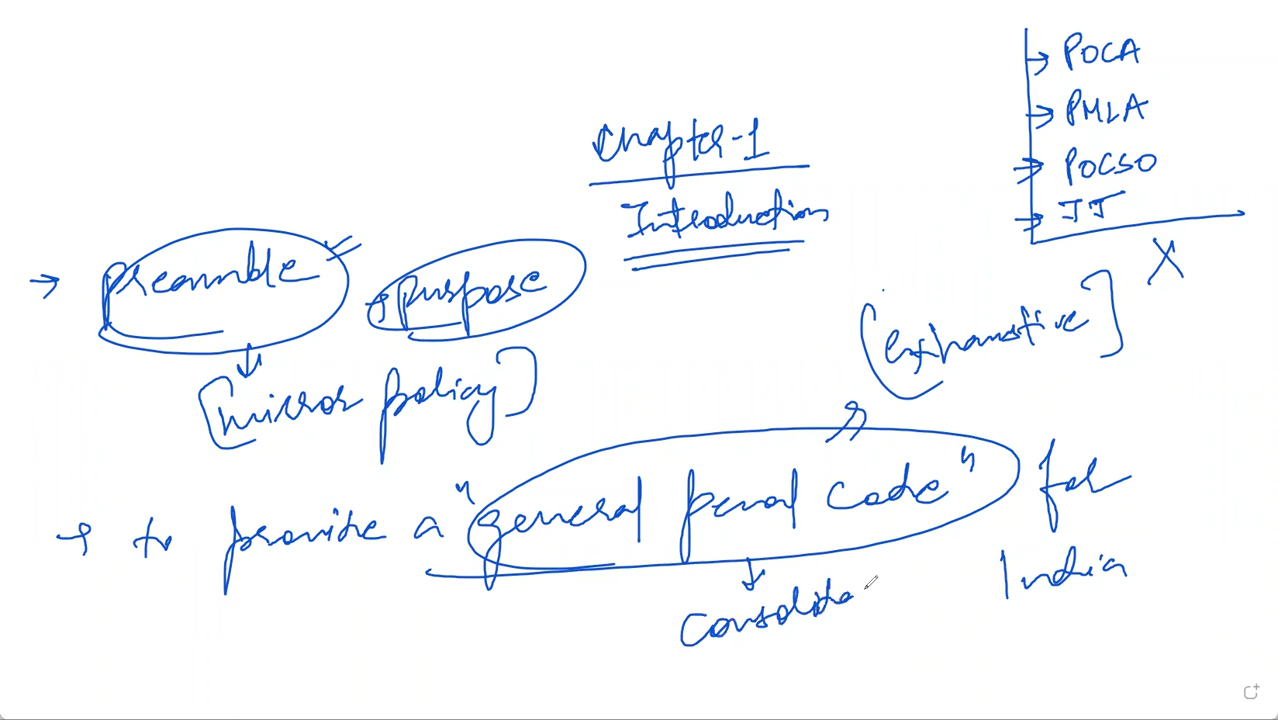 Chapter-1
Introduction
→ POCA
→ PMLA
→ POCSO
→ JJ
X
→ preamble → purpose
[mirror policy]
[exhaustive]
→ to provide a "general penal code" for
India
consolida